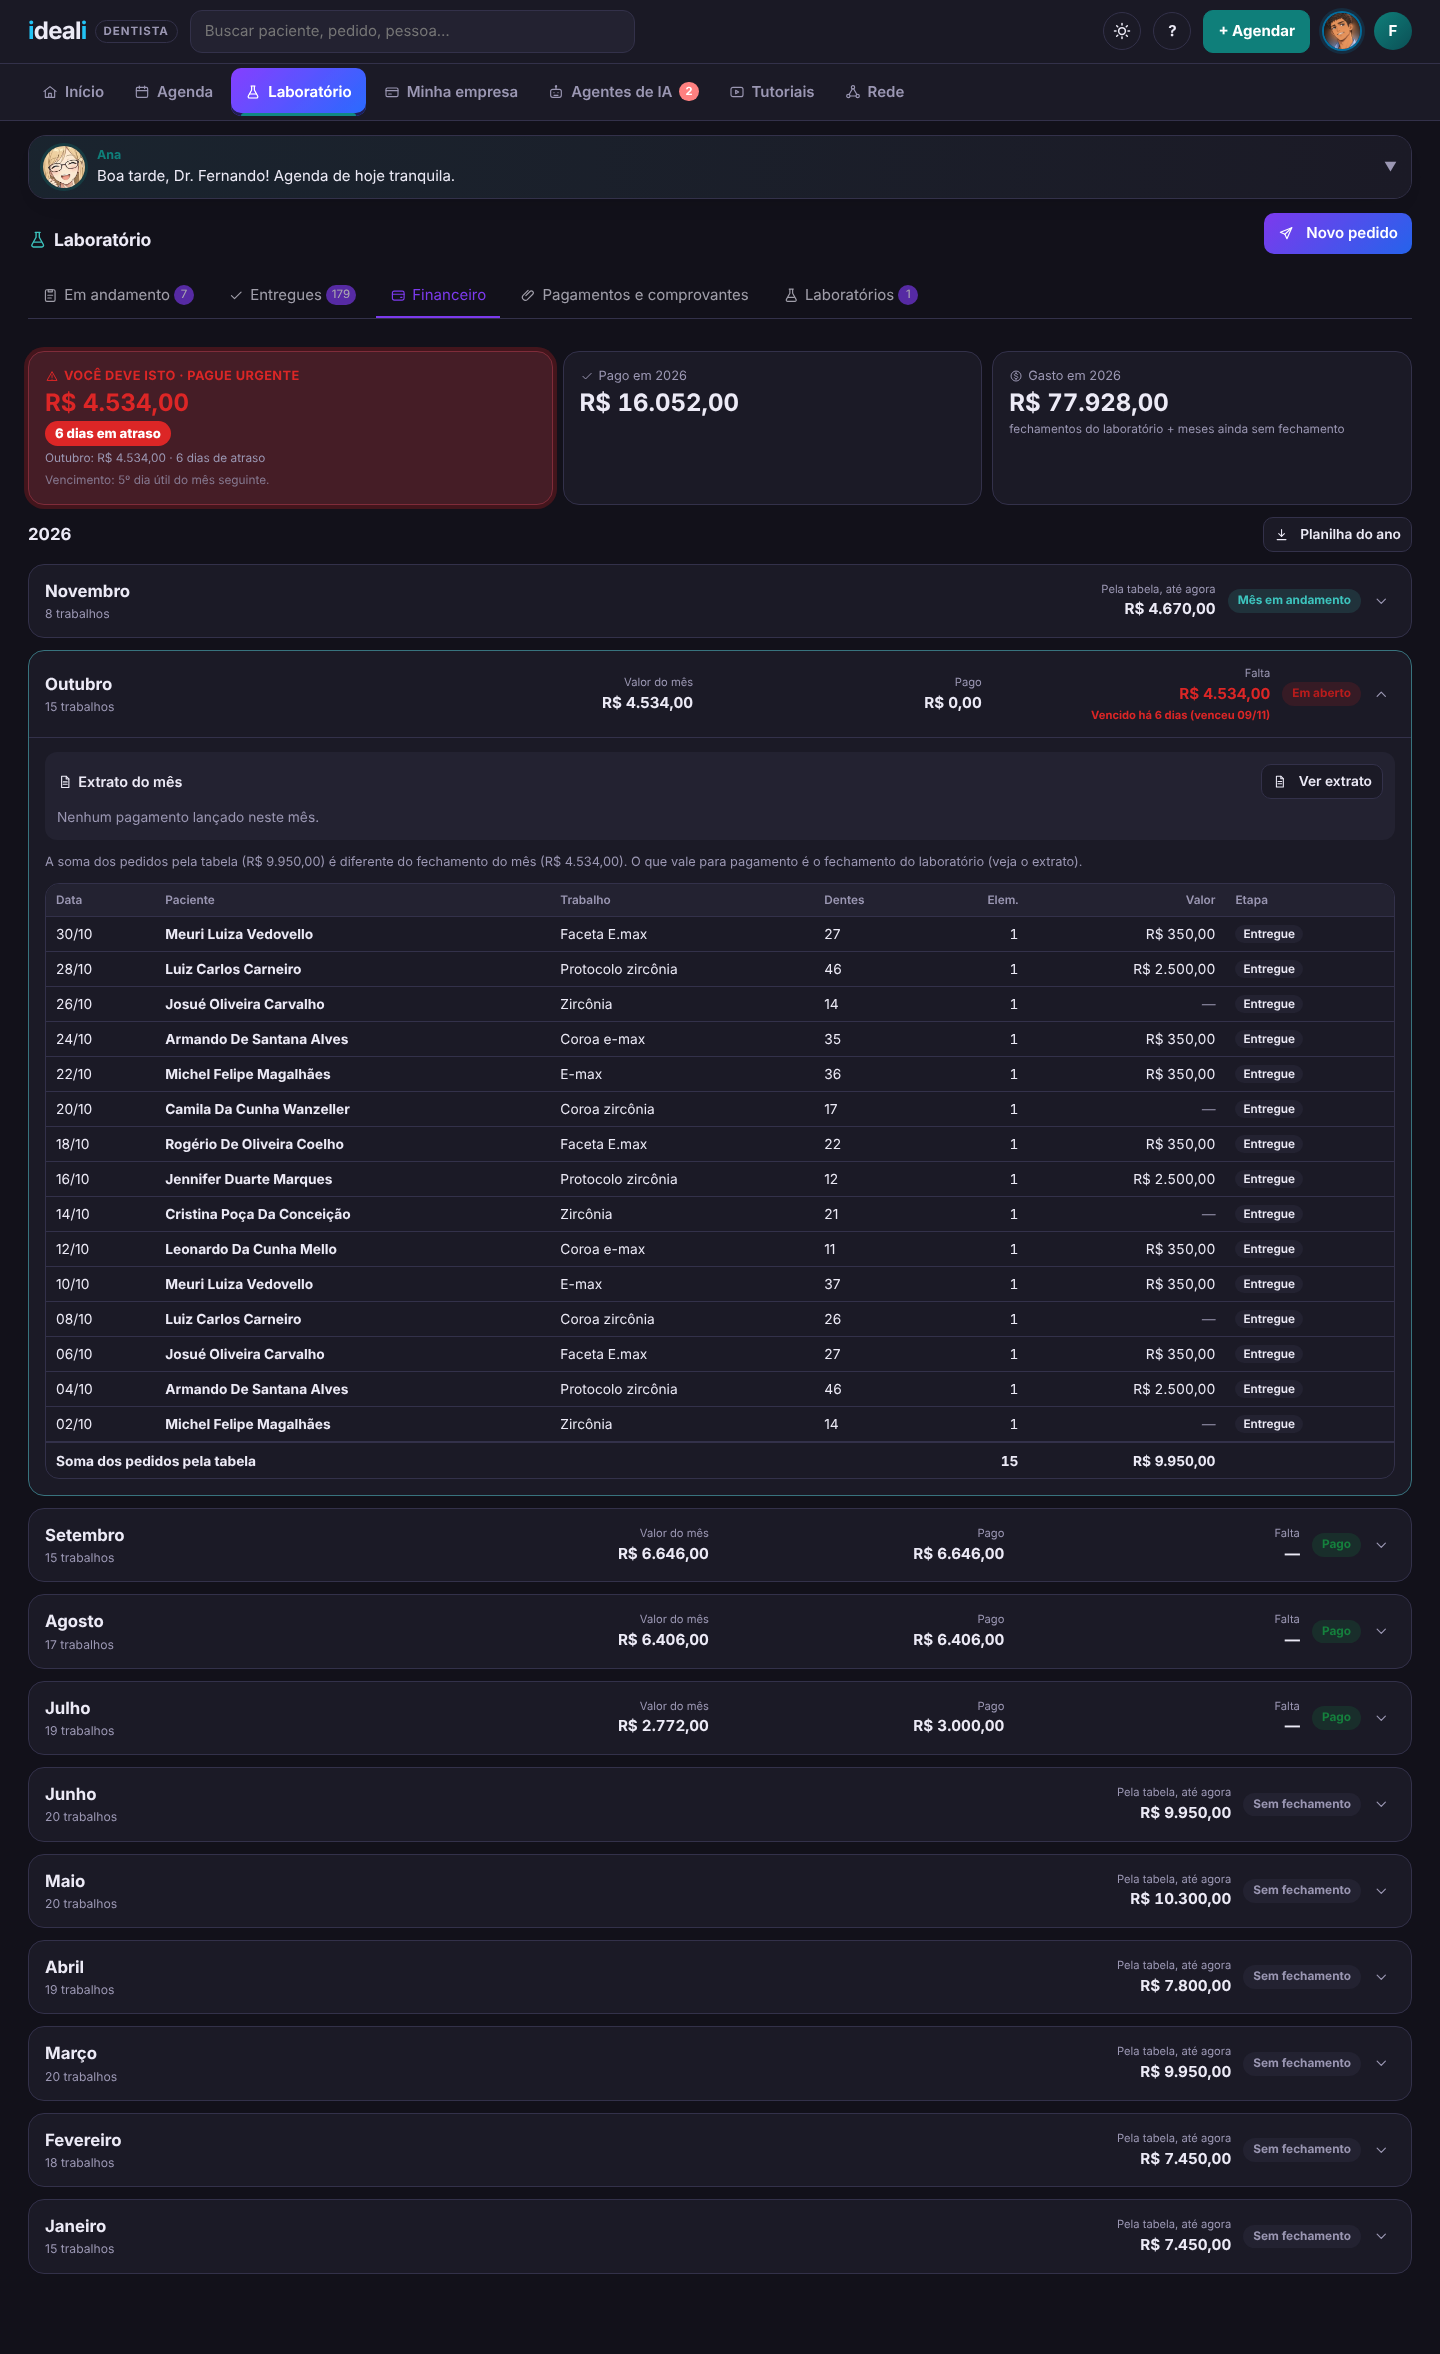 ideali DENTISTA Buscar paciente, pedido, pessoa... ? + Agendar F
Início Agenda Laboratório Minha empresa Agentes de IA 2 Tutoriais Rede
Ana
Boa tarde, Dr. Fernando! Agenda de hoje tranquila.
Laboratório
Novo pedido
Em andamento 7 Entregues 179 Financeiro Pagamentos e comprovantes Laboratórios 1
VOCÊ DEVE ISTO · PAGUE URGENTE
R$ 4.534,00
6 dias em atraso
Outubro: R$ 4.534,00 · 6 dias de atraso
Vencimento: 5º dia útil do mês seguinte.
Pago em 2026
R$ 16.052,00
Gasto em 2026
R$ 77.928,00
fechamentos do laboratório + meses ainda sem fechamento
2026
Planilha do ano
Novembro
8 trabalhos
Pela tabela, até agora
R$ 4.670,00
Mês em andamento
Outubro
15 trabalhos
Valor do mês
R$ 4.534,00
Pago
R$ 0,00
Falta
R$ 4.534,00
Vencido há 6 dias (venceu 09/11)
Em aberto
Extrato do mês
Ver extrato
Nenhum pagamento lançado neste mês.
A soma dos pedidos pela tabela (R$ 9.950,00) é diferente do fechamento do mês (R$ 4.534,00). O que vale para pagamento é o fechamento do laboratório (veja o extrato).
Data Paciente Trabalho Dentes Elem. Valor Etapa
30/10 Meuri Luiza Vedovello Faceta E.max 27 1 R$ 350,00 Entregue
28/10 Luiz Carlos Carneiro Protocolo zircônia 46 1 R$ 2.500,00 Entregue
26/10 Josué Oliveira Carvalho Zircônia 14 1 — Entregue
24/10 Armando De Santana Alves Coroa e-max 35 1 R$ 350,00 Entregue
22/10 Michel Felipe Magalhães E-max 36 1 R$ 350,00 Entregue
20/10 Camila Da Cunha Wanzeller Coroa zircônia 17 1 — Entregue
18/10 Rogério De Oliveira Coelho Faceta E.max 22 1 R$ 350,00 Entregue
16/10 Jennifer Duarte Marques Protocolo zircônia 12 1 R$ 2.500,00 Entregue
14/10 Cristina Poça Da Conceição Zircônia 21 1 — Entregue
12/10 Leonardo Da Cunha Mello Coroa e-max 11 1 R$ 350,00 Entregue
10/10 Meuri Luiza Vedovello E-max 37 1 R$ 350,00 Entregue
08/10 Luiz Carlos Carneiro Coroa zircônia 26 1 — Entregue
06/10 Josué Oliveira Carvalho Faceta E.max 27 1 R$ 350,00 Entregue
04/10 Armando De Santana Alves Protocolo zircônia 46 1 R$ 2.500,00 Entregue
02/10 Michel Felipe Magalhães Zircônia 14 1 — Entregue
Soma dos pedidos pela tabela 15 R$ 9.950,00
Setembro
15 trabalhos
Valor do mês
R$ 6.646,00
Pago
R$ 6.646,00
Falta
—
Pago
Agosto
17 trabalhos
Valor do mês
R$ 6.406,00
Pago
R$ 6.406,00
Falta
—
Pago
Julho
19 trabalhos
Valor do mês
R$ 2.772,00
Pago
R$ 3.000,00
Falta
—
Pago
Junho
20 trabalhos
Pela tabela, até agora
R$ 9.950,00
Sem fechamento
Maio
20 trabalhos
Pela tabela, até agora
R$ 10.300,00
Sem fechamento
Abril
19 trabalhos
Pela tabela, até agora
R$ 7.800,00
Sem fechamento
Março
20 trabalhos
Pela tabela, até agora
R$ 9.950,00
Sem fechamento
Fevereiro
18 trabalhos
Pela tabela, até agora
R$ 7.450,00
Sem fechamento
Janeiro
15 trabalhos
Pela tabela, até agora
R$ 7.450,00
Sem fechamento